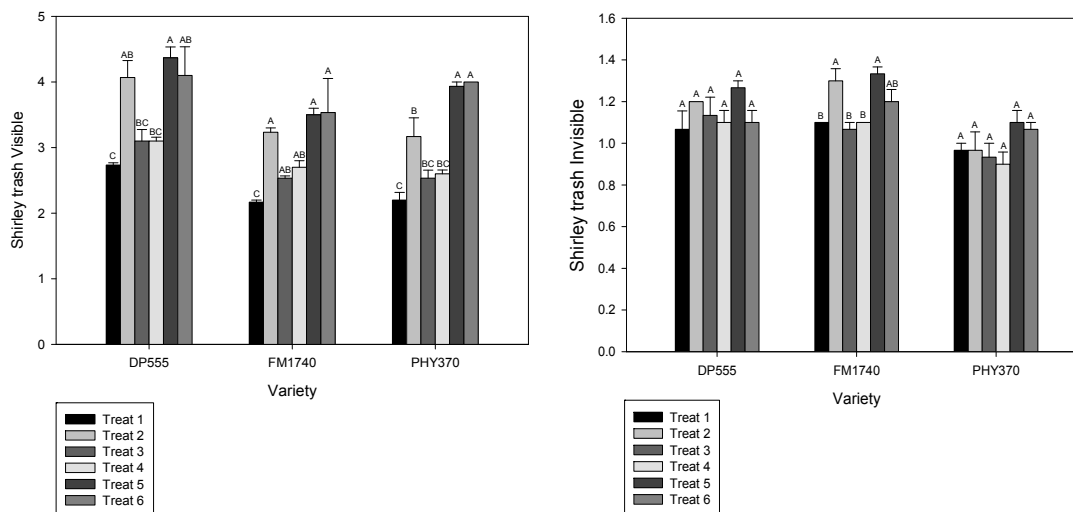 Shirley trash Visible
5
4
3
2
1
0
AB
A
AB
BC
BC
C
A
A
A
AB
AB
C
A
A
B
BC
BC
C
DP555
FM1740
PHY370
Variety
Treat 1
Treat 2
Treat 3
Treat 4
Treat 5
Treat 6
Shirley trash Invisible
1.6
1.4
1.2
1.0
0.8
0.6
0.4
0.2
0.0
A
A
A
A
A
A
B
A
B
B
A
AB
A
A
A
A
A
A
DP555
FM1740
PHY370
Variety
Treat 1
Treat 2
Treat 3
Treat 4
Treat 5
Treat 6